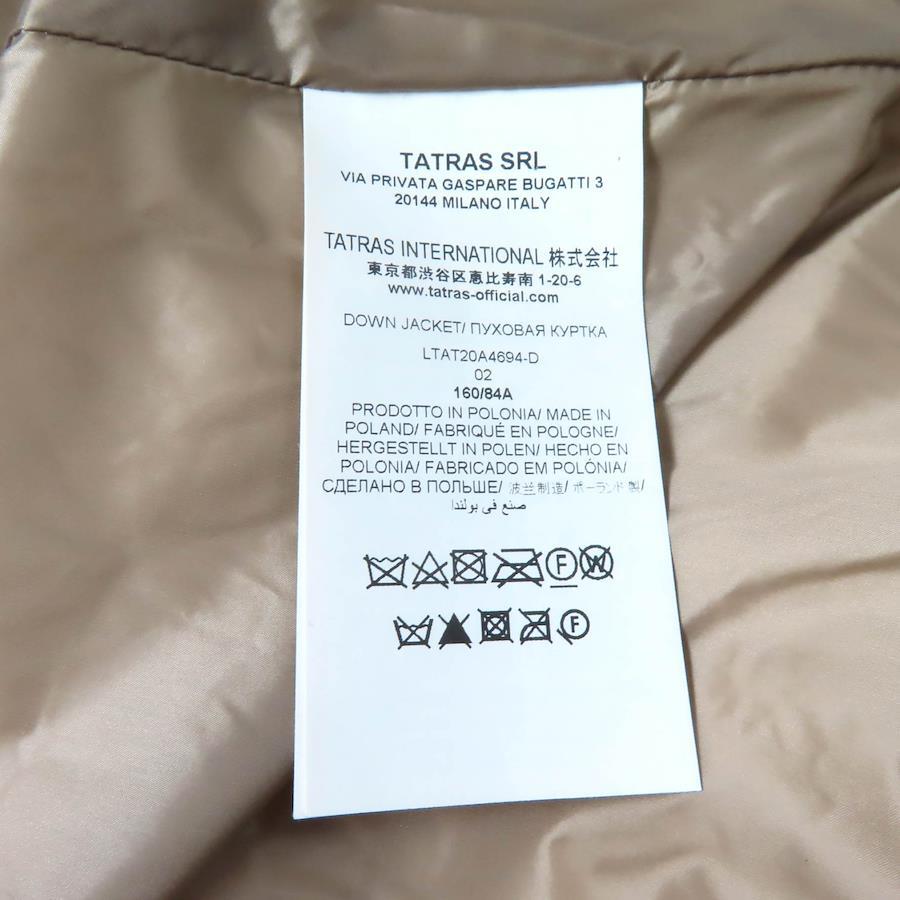 TATRAS SRL
VIA PRIVATA GASPARE BUGATTI 3
20144 MILANO ITALY
TATRAS INTERNATIONAL 株式会社
東京都渋谷区恵比寿南 1-20-6
www.tatras-official.com
DOWN JACKET/ ПУХОВАЯ КУРТКА
LTAT20A4694-D
02
160/84A
PRODOTTO IN POLONIA/ MADE IN
POLAND/ FABRIQUÉ EN POLOGNE/
HERGESTELLT IN POLEN/ HECHO EN
POLONIA/ FABRICADO EM POLÓNIA/
СДЕЛАНО В ПОЛЬШЕ/ 波兰制造/ ポーランド製/
صنع في بولندا
F W
F